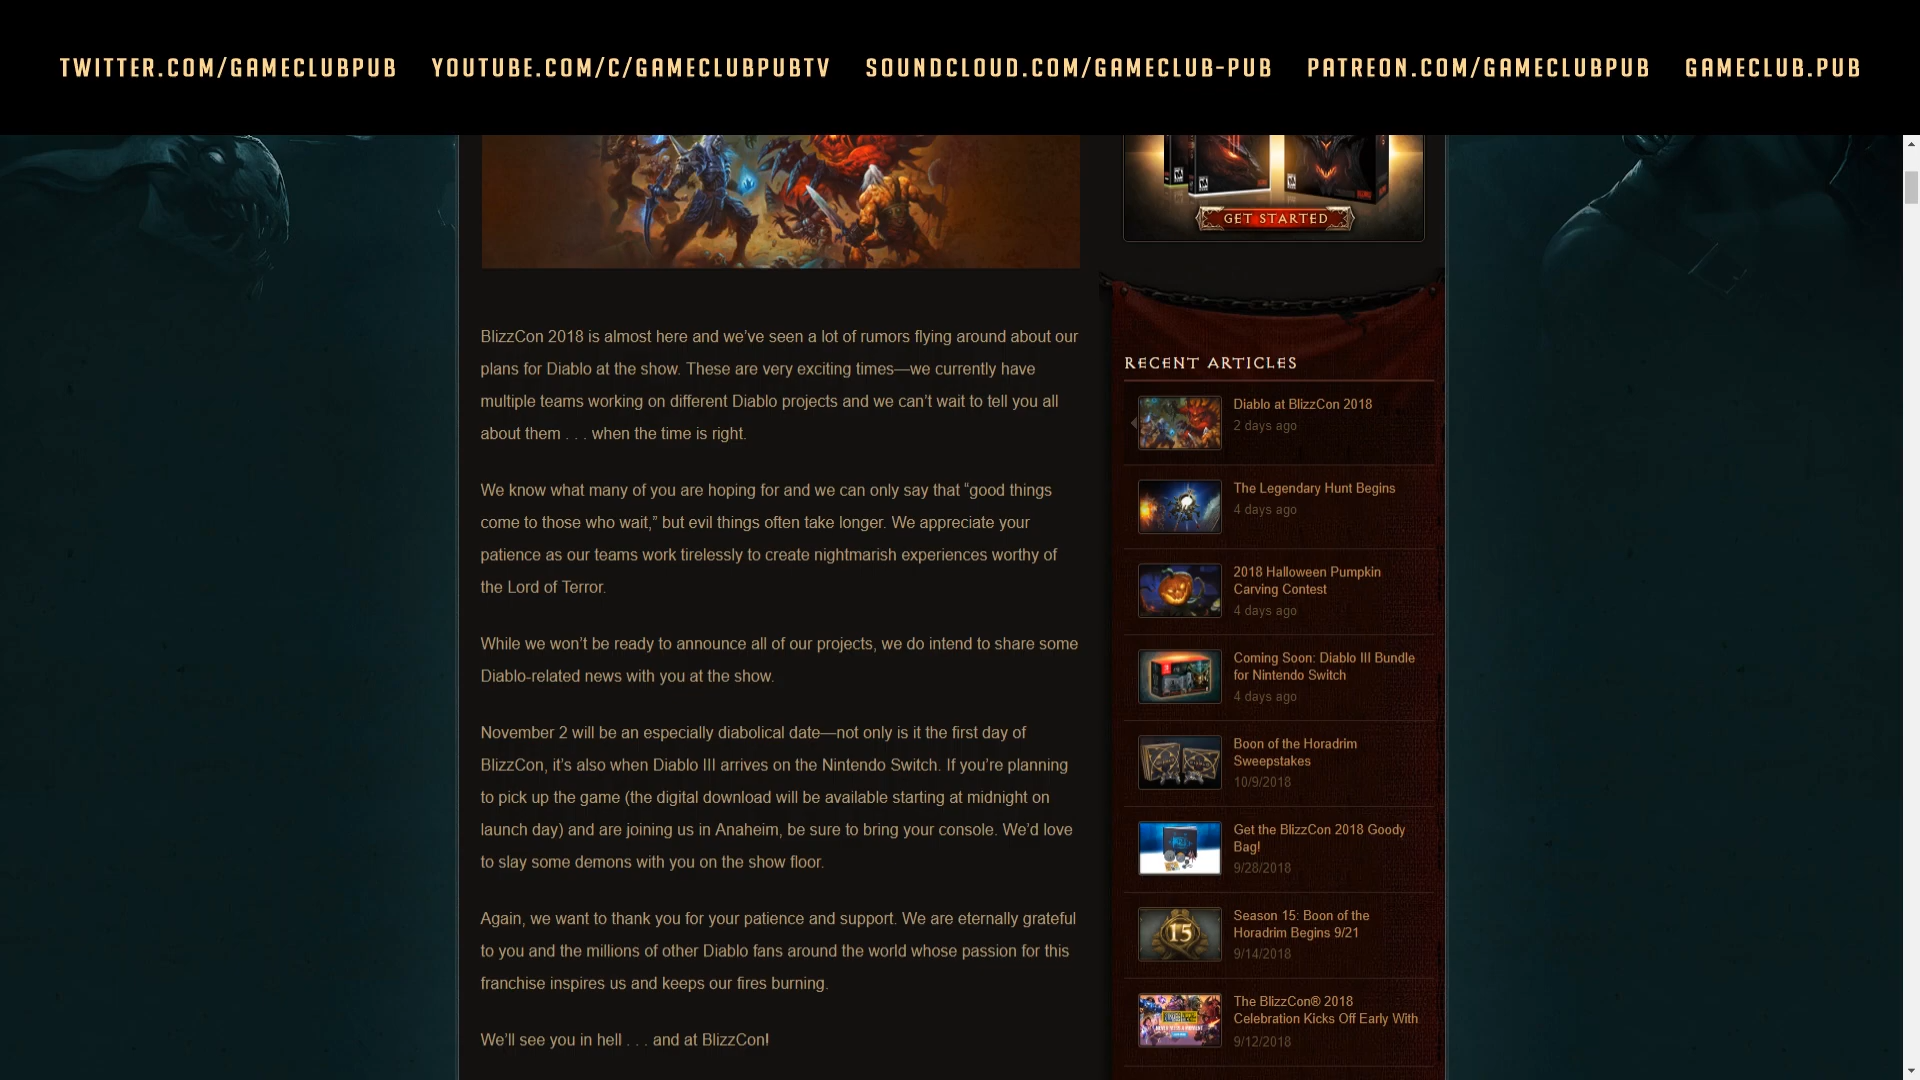 TWITTER.COM/GAMECLUBPUB YOUTUBE.COM/C/GAMECLUBPUBTV SOUNDCLOUD.COM/GAMECLUB-PUB PATREON.COM/GAMECLUBPUB GAMECLUB.PUB
GET STARTED
BlizzCon 2018 is almost here and we’ve seen a lot of rumors flying around about our
plans for Diablo at the show. These are very exciting times—we currently have
multiple teams working on different Diablo projects and we can’t wait to tell you all
about them . . . when the time is right.
We know what many of you are hoping for and we can only say that “good things
come to those who wait,” but evil things often take longer. We appreciate your
patience as our teams work tirelessly to create nightmarish experiences worthy of
the Lord of Terror.
While we won’t be ready to announce all of our projects, we do intend to share some
Diablo-related news with you at the show.
November 2 will be an especially diabolical date—not only is it the first day of
BlizzCon, it’s also when Diablo III arrives on the Nintendo Switch. If you’re planning
to pick up the game (the digital download will be available starting at midnight on
launch day) and are joining us in Anaheim, be sure to bring your console. We’d love
to slay some demons with you on the show floor.
Again, we want to thank you for your patience and support. We are eternally grateful
to you and the millions of other Diablo fans around the world whose passion for this
franchise inspires us and keeps our fires burning.
We’ll see you in hell . . . and at BlizzCon!
RECENT ARTICLES
Diablo at BlizzCon 2018
2 days ago
The Legendary Hunt Begins
4 days ago
2018 Halloween Pumpkin
Carving Contest
4 days ago
Coming Soon: Diablo III Bundle
for Nintendo Switch
4 days ago
Boon of the Horadrim
Sweepstakes
10/9/2018
Get the BlizzCon 2018 Goody
Bag!
9/28/2018
15
Season 15: Boon of the
Horadrim Begins 9/21
9/14/2018
The BlizzCon® 2018
Celebration Kicks Off Early With
9/12/2018